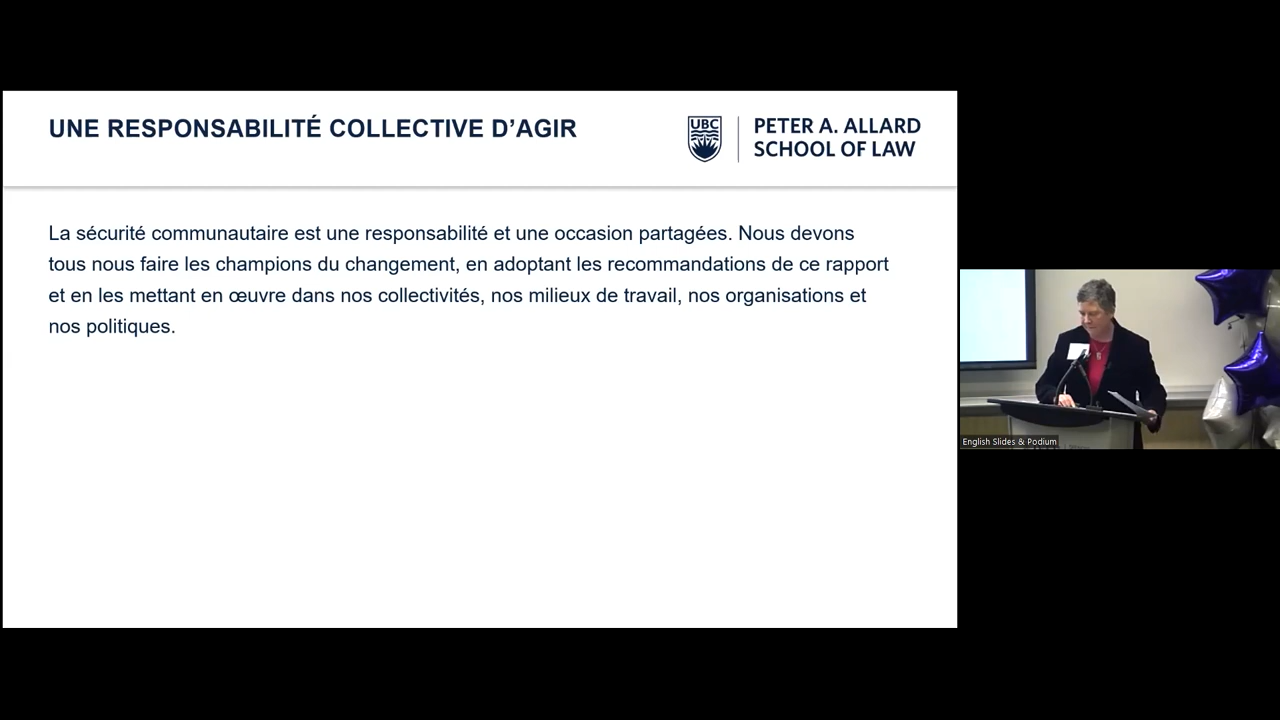 UNE RESPONSABILITÉ COLLECTIVE D’AGIR
UBC
PETER A. ALLARD
SCHOOL OF LAW
La sécurité communautaire est une responsabilité et une occasion partagées. Nous devons
tous nous faire les champions du changement, en adoptant les recommandations de ce rapport
et en les mettant en œuvre dans nos collectivités, nos milieux de travail, nos organisations et
nos politiques.
English Slides & Podium